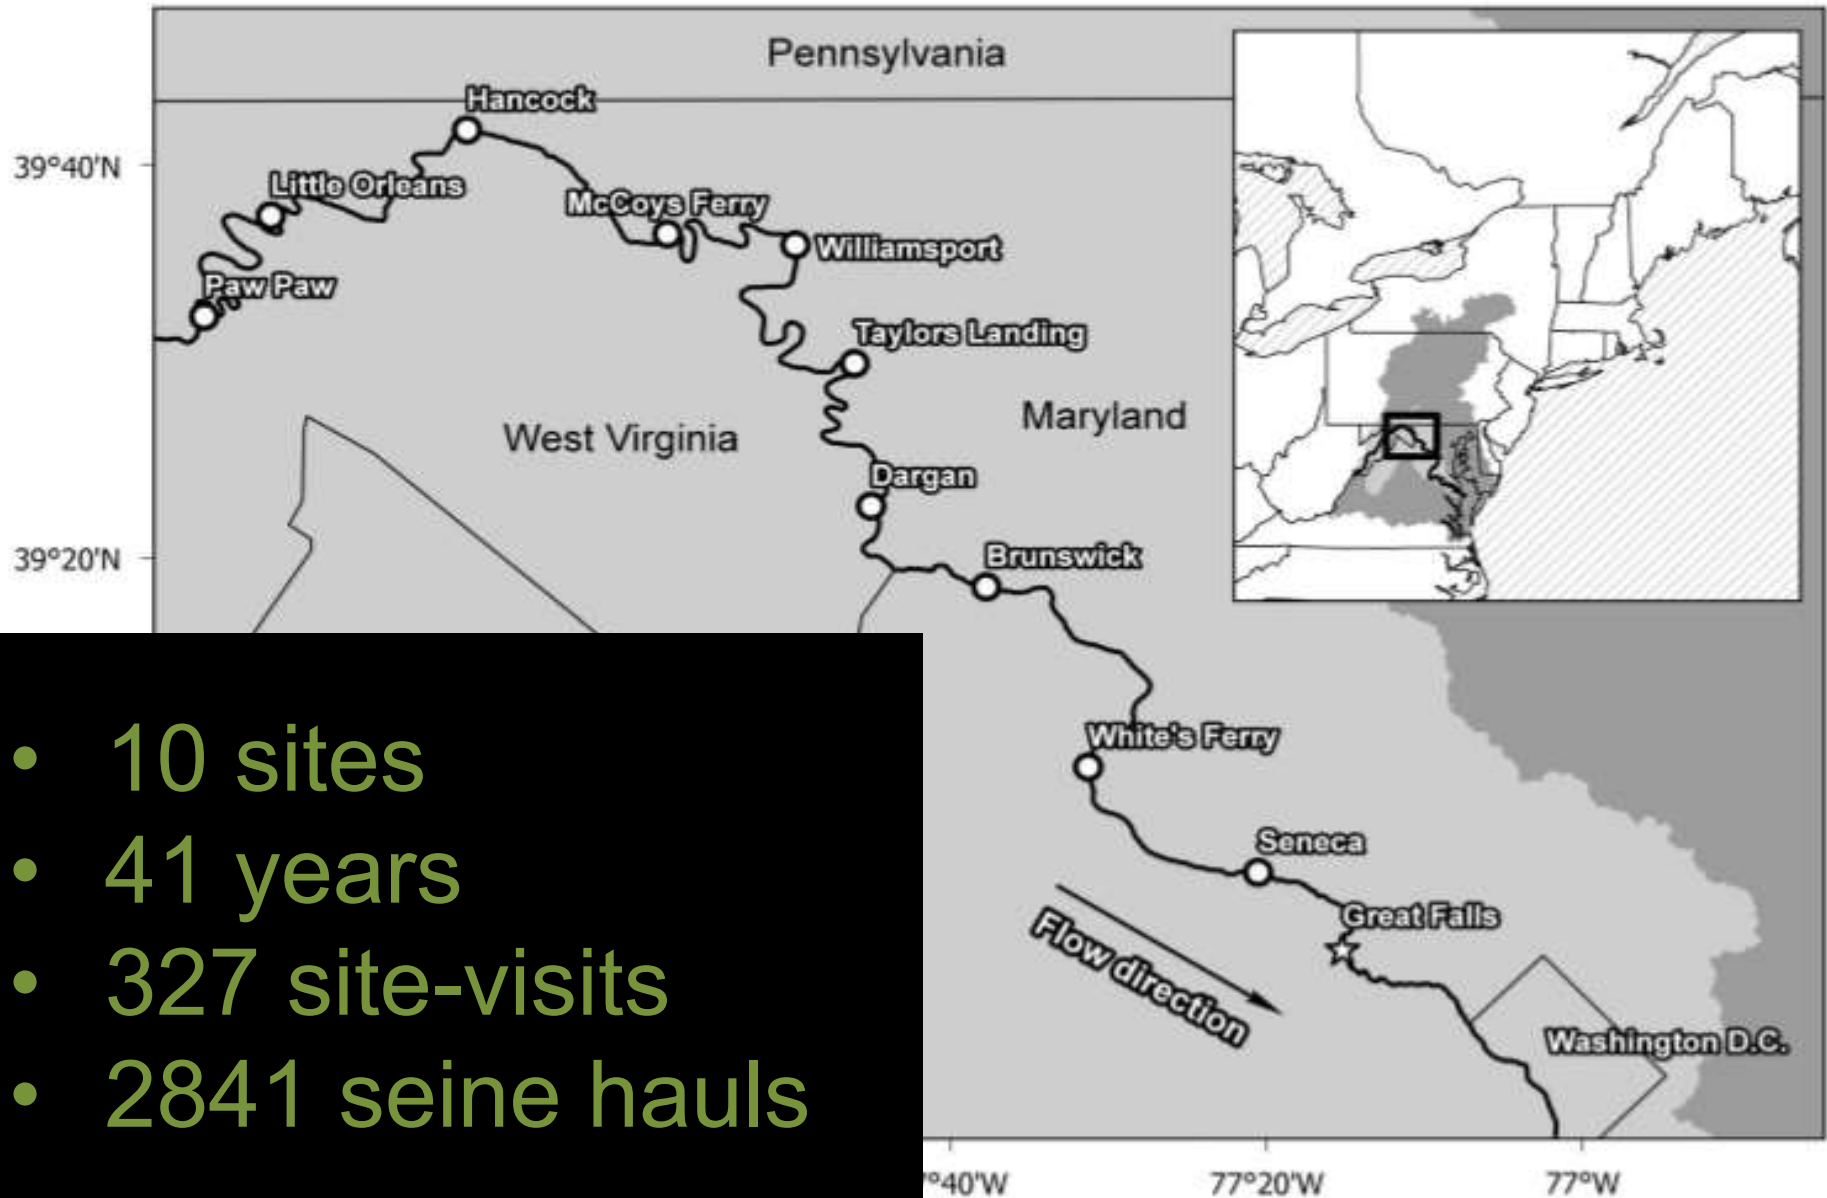 Pennsylvania
Hancock
39°40'N
Little Orleans
McCoys Ferry
Williamsport
Paw Paw
Taylors Landing
Maryland
West Virginia
Dargan
39°20'N
Brunswick
White's Ferry
Seneca
Great Falls
Flow direction
Washington D.C.
• 10 sites
• 41 years
• 327 site-visits
• 2841 seine hauls
°40'W
77°20'W
77°W